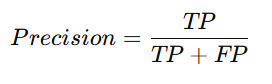 Precision = TP / (TP + FP)